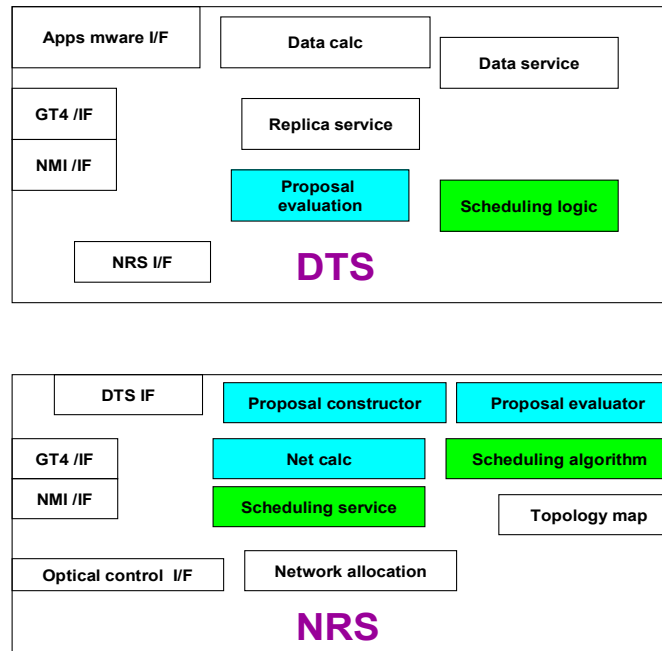 Apps mware I/F
Data calc
Data service
GT4 /IF
Replica service
NMI /IF
Proposal
evaluation
Scheduling logic
NRS I/F
DTS
DTS IF
Proposal constructor
Proposal evaluator
GT4 /IF
Net calc
Scheduling algorithm
NMI /IF
Scheduling service
Topology map
Optical control I/F
Network allocation
NRS